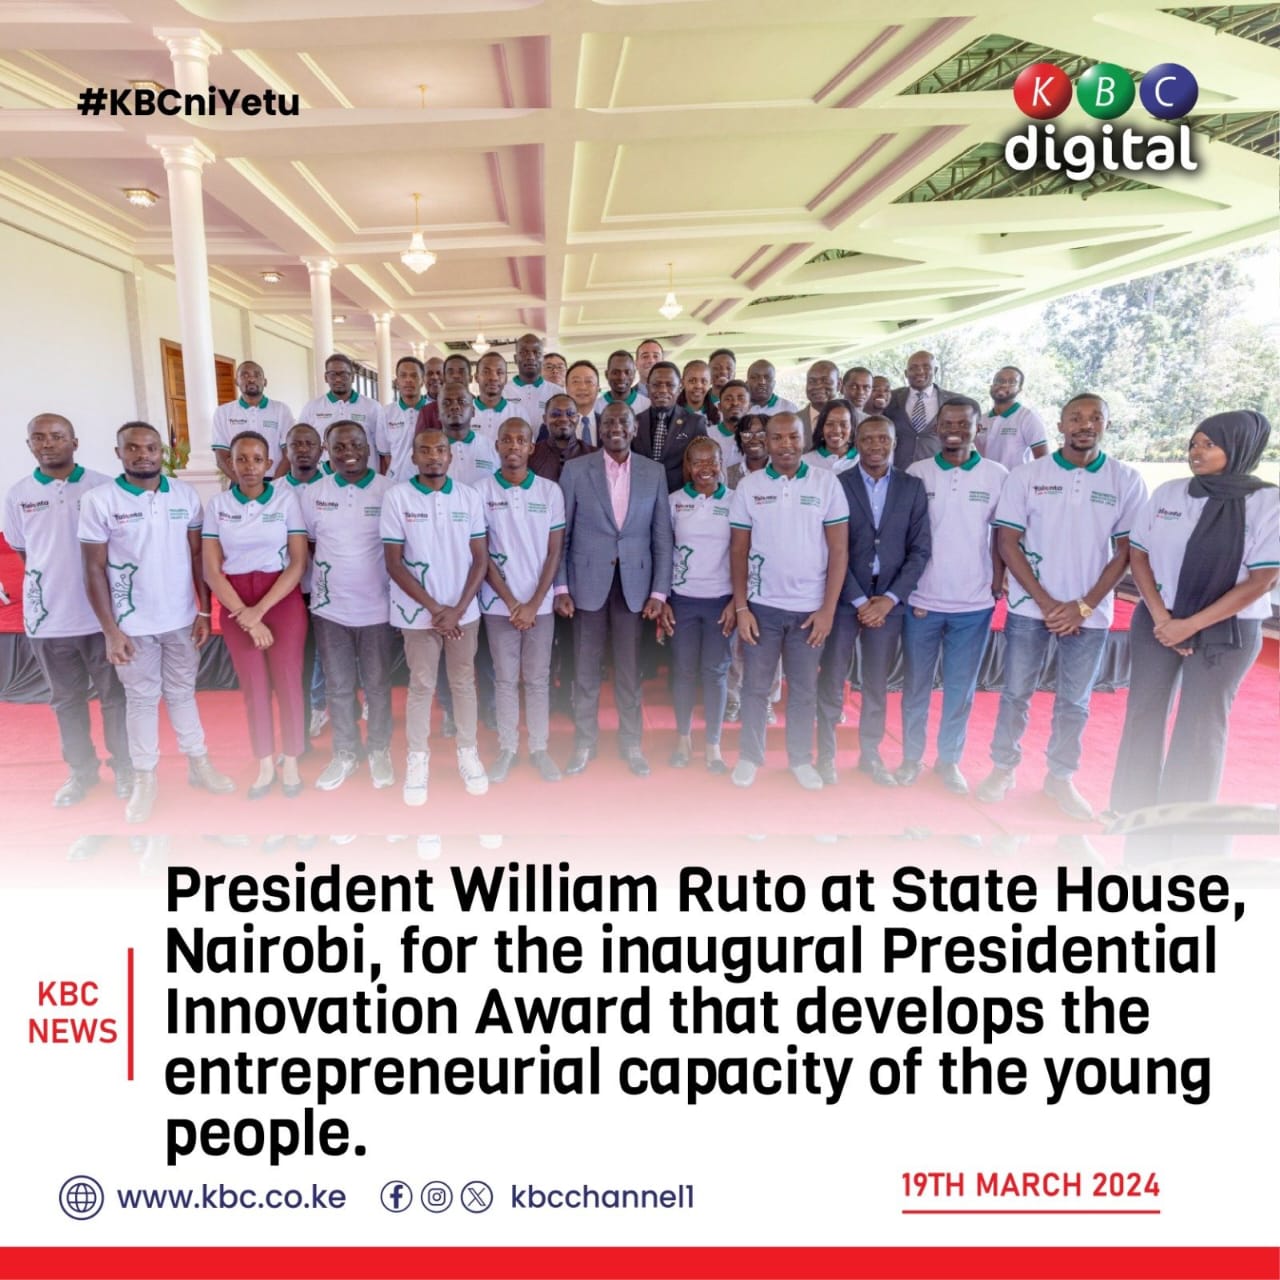 #KBCniYetu
K B C
digital
Talanta
President William Ruto at State House,
Nairobi, for the inaugural Presidential
Innovation Award that develops the
entrepreneurial capacity of the young
people.
KBC
NEWS
www.kbc.co.ke
kbcchannel1
19TH MARCH 2024